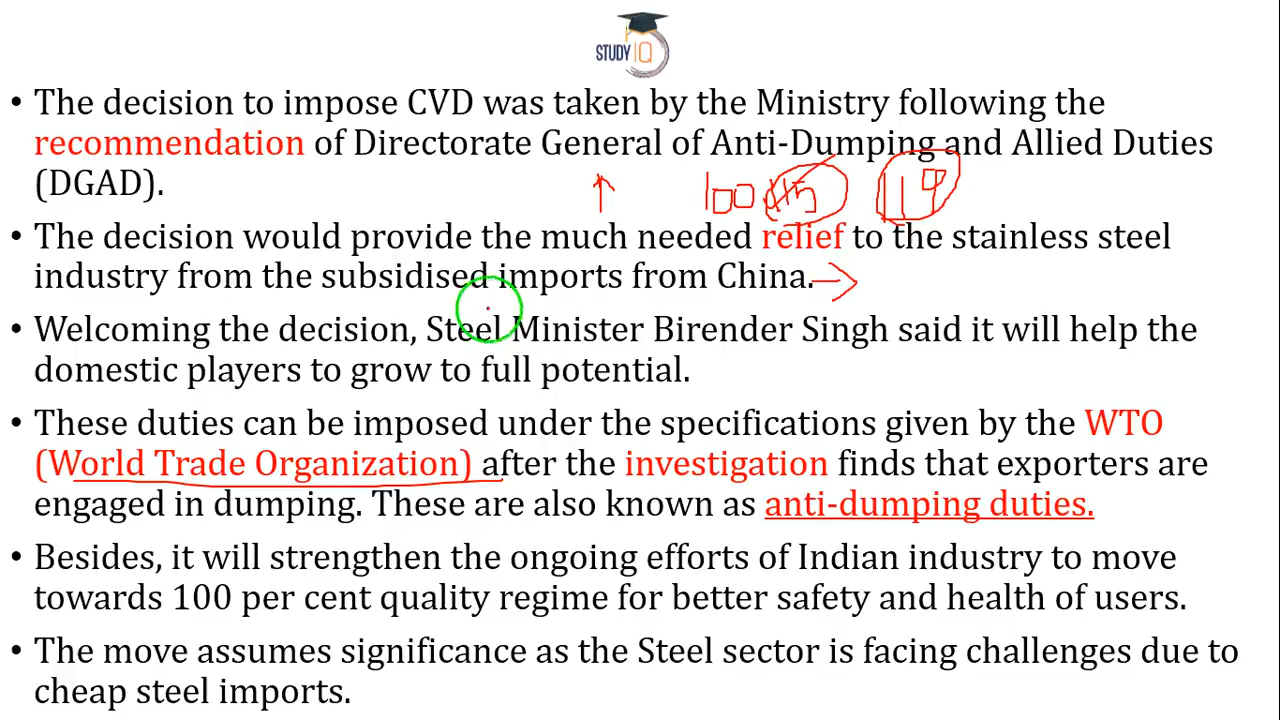 STUDY IQ
• The decision to impose CVD was taken by the Ministry following the
recommendation of Directorate General of Anti-Dumping and Allied Duties
(DGAD).
100
• The decision would provide the much needed relief to the stainless steel
industry from the subsidised imports from China.
• Welcoming the decision, Steel Minister Birender Singh said it will help the
domestic players to grow to full potential.
• These duties can be imposed under the specifications given by the WTO
(World Trade Organization) after the investigation finds that exporters are
engaged in dumping. These are also known as anti-dumping duties.
• Besides, it will strengthen the ongoing efforts of Indian industry to move
towards 100 per cent quality regime for better safety and health of users.
• The move assumes significance as the Steel sector is facing challenges due to
cheap steel imports.